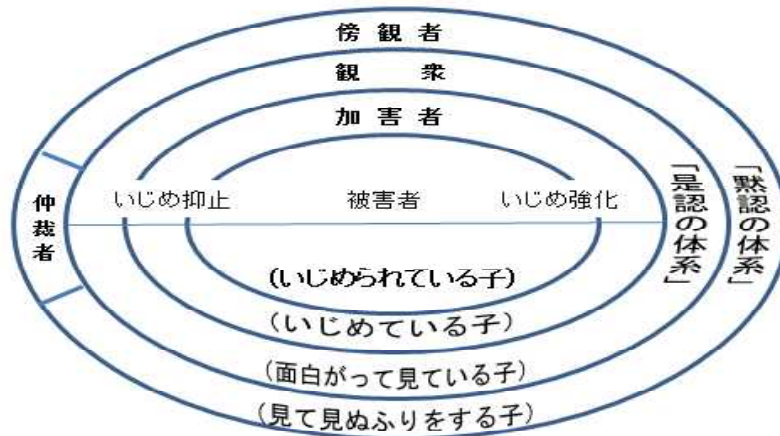 傍観者
観 衆
加害者
いじめ抑止 被害者 いじめ強化
仲裁者
「是認の体系」
「黙認の体系」
(いじめられている子)
(いじめている子)
(面白がって見ている子)
(見て見ぬふりをする子)